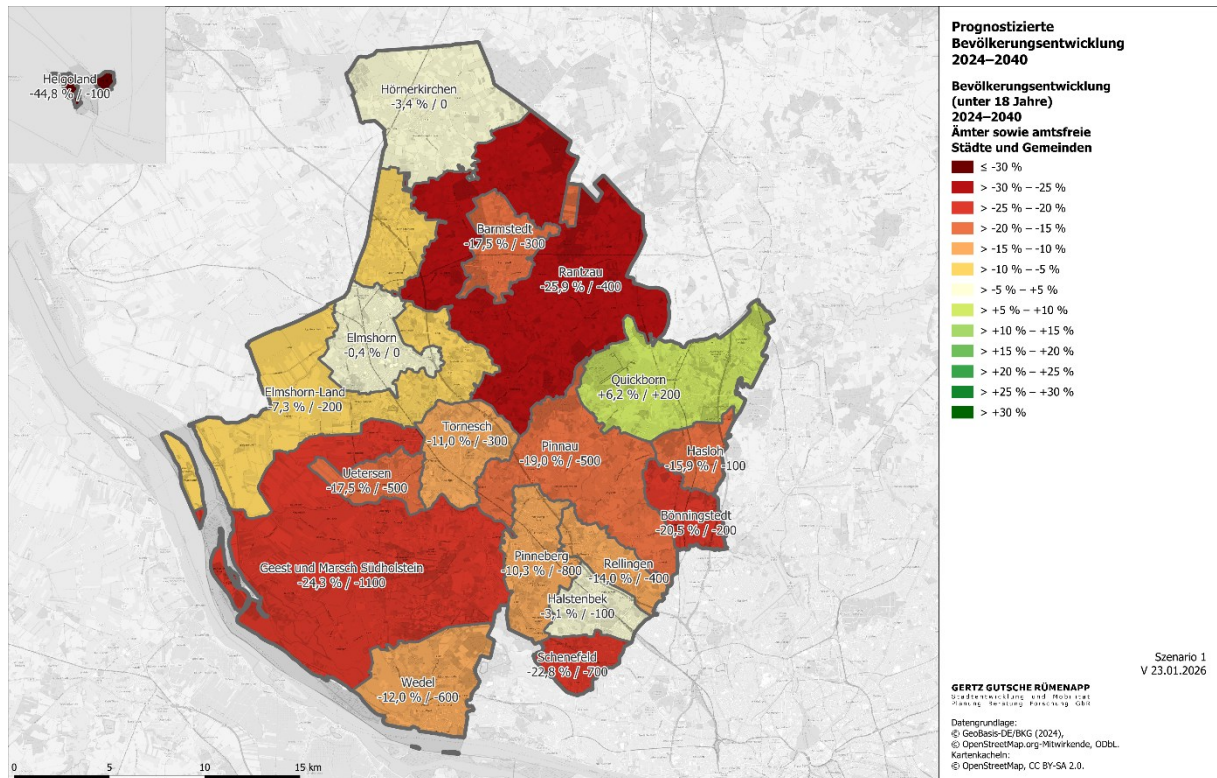 Helgoland
-44,8 % / -100
Hörnerkirchen
-3,4 % / 0
Barmstedt
-17,5 % / -300
Rantzau
-25,9 % / -400
Elmshorn
-0,4 % / 0
Quickborn
+6,2 % / +200
Elmshorn-Land
-7,3 % / -200
Tornesch
-11,0 % / -300
Pinnau
-19,0 % / -500
Hasloh
-15,9 % / -100
Uetersen
-17,5 % / -500
Bönningstedt
-20,5 % / -200
Geest und Marsch Südholstein
-24,3 % / -1100
Pinneberg
-10,3 % / -800
Rellingen
-14,0 % / -400
Halstenbek
-3,1 % / -100
Schenefeld
-22,8 % / -700
Wedel
-12,0 % / -600
0 5 10 15 km
Prognostizierte
Bevölkerungsentwicklung
2024–2040
Bevölkerungsentwicklung
(unter 18 Jahre)
2024–2040
Ämter sowie amtsfreie
Städte und Gemeinden
≤ -30 %
> -30 % – -25 %
> -25 % – -20 %
> -20 % – -15 %
> -15 % – -10 %
> -10 % – -5 %
> -5 % – +5 %
> +5 % – +10 %
> +10 % – +15 %
> +15 % – +20 %
> +20 % – +25 %
> +25 % – +30 %
> +30 %
Szenario 1
V 23.01.2026
GERTZ GUTSCHE RÜMENAPP
Stadtentwicklung und Mobilität
Planung Beratung Forschung GbR
Datengrundlage:
© GeoBasis-DE/BKG (2024),
© OpenStreetMap.org-Mitwirkende, ODbL.
Kartenkacheln:
© OpenStreetMap, CC BY-SA 2.0.